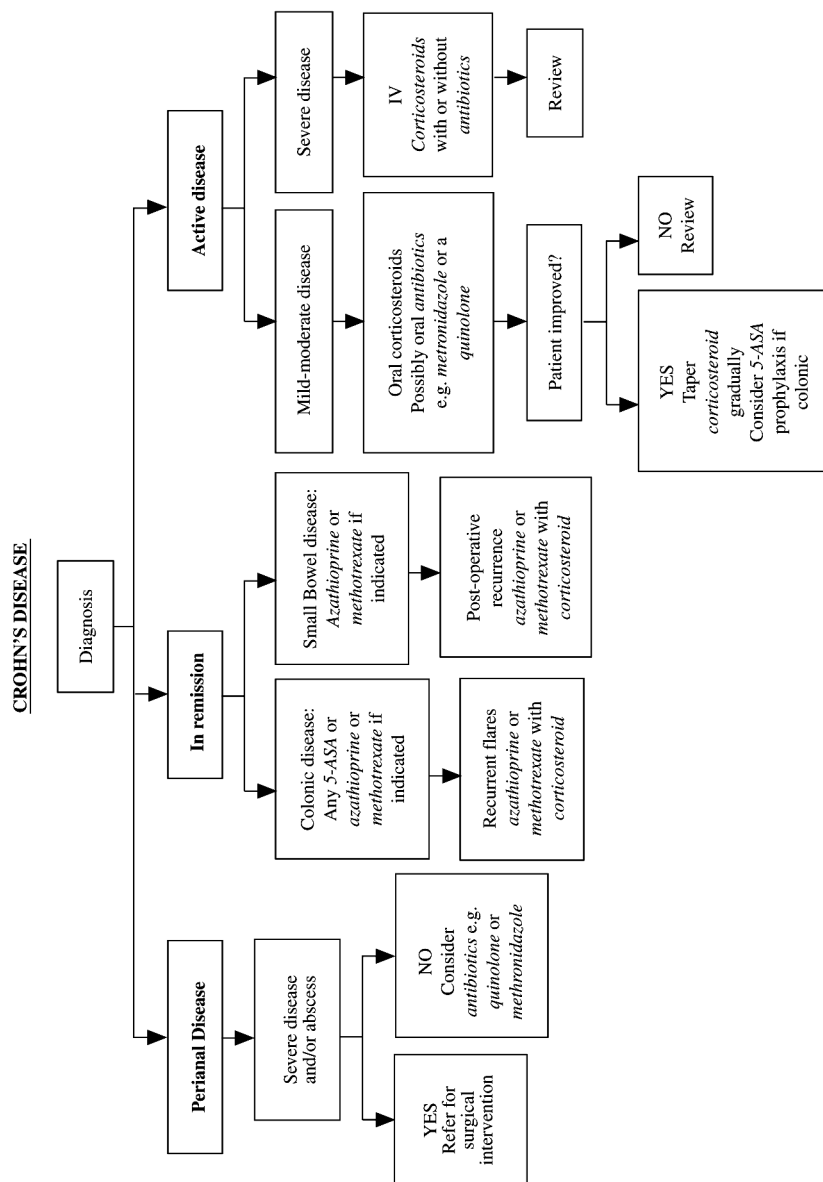 CROHN'S DISEASE
Diagnosis
Perianal Disease
In remission
Active disease
Severe disease
and/or abscess
YES
Refer for
surgical
intervention
NO
Consider
antibiotics e.g.
quinolone or
methronidazole
Colonic disease:
Any 5-ASA or
azathioprine or
methotrexate if
indicated
Recurrent flares
azathioprine or
methotrexate with
corticosteroid
Small Bowel disease:
Azathioprine or
methotrexate if
indicated
Post-operative
recurrence
azathioprine or
methotrexate with
corticosteroid
Mild-moderate disease
Oral corticosteroids
Possibly oral antibiotics
e.g. metronidazole or a
quinolone
Patient improved?
YES
Taper
corticosteroid
gradually
Consider 5-ASA
prophylaxis if
colonic
NO
Review
Severe disease
IV
Corticosteroids
with or without
antibiotics
Review